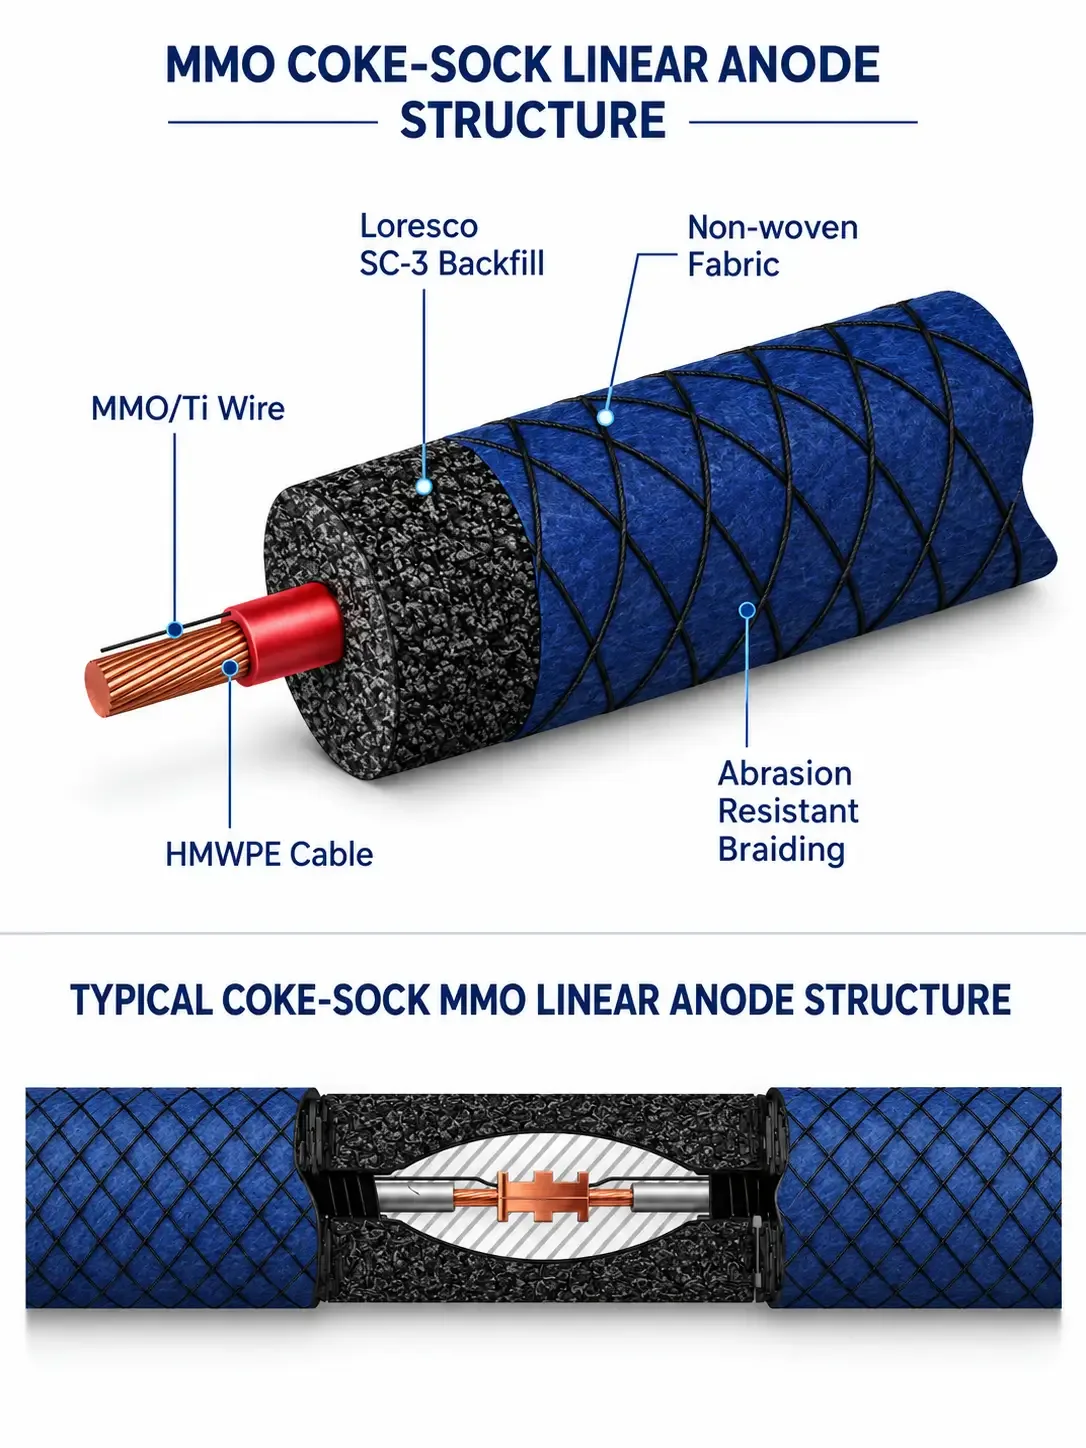 MMO COKE-SOCK LINEAR ANODE
STRUCTURE
Loresco
SC-3 Backfill
Non-woven
Fabric
MMO/Ti Wire
HMWPE Cable
Abrasion
Resistant
Braiding
TYPICAL COKE-SOCK MMO LINEAR ANODE STRUCTURE